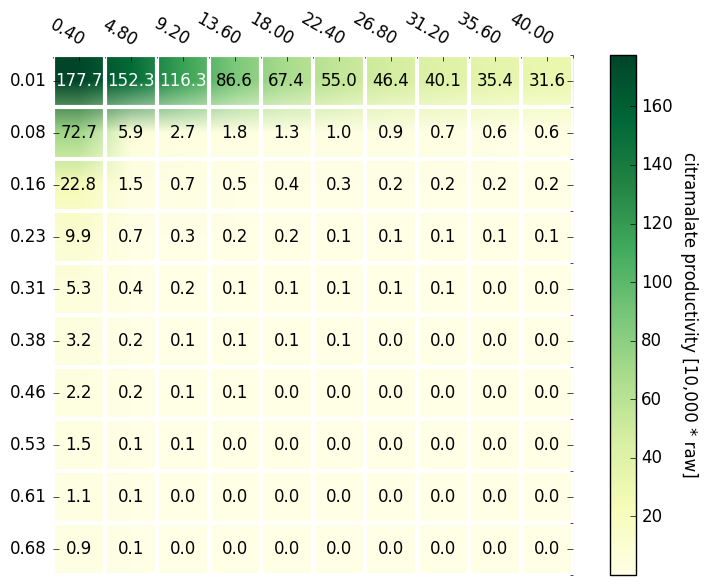 0.40 4.80 9.20 13.60 18.00 22.40 26.80 31.20 35.60 40.00
0.01 177.7 152.3 116.3 86.6 67.4 55.0 46.4 40.1 35.4 31.6
0.08 72.7 5.9 2.7 1.8 1.3 1.0 0.9 0.7 0.6 0.6
0.16 22.8 1.5 0.7 0.5 0.4 0.3 0.2 0.2 0.2 0.2
0.23 9.9 0.7 0.3 0.2 0.2 0.1 0.1 0.1 0.1 0.1
0.31 5.3 0.4 0.2 0.1 0.1 0.1 0.1 0.1 0.0 0.0
0.38 3.2 0.2 0.1 0.1 0.1 0.1 0.0 0.0 0.0 0.0
0.46 2.2 0.2 0.1 0.1 0.0 0.0 0.0 0.0 0.0 0.0
0.53 1.5 0.1 0.1 0.0 0.0 0.0 0.0 0.0 0.0 0.0
0.61 1.1 0.1 0.0 0.0 0.0 0.0 0.0 0.0 0.0 0.0
0.68 0.9 0.1 0.0 0.0 0.0 0.0 0.0 0.0 0.0 0.0
160
140
120
100
80
60
40
20
citramalate productivity [10,000 * raw]